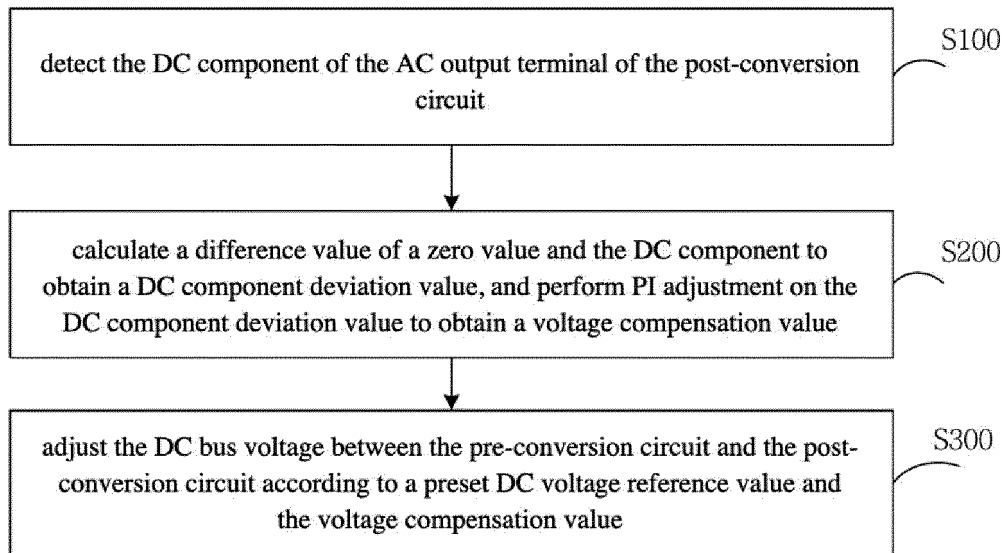 detect the DC component of the AC output terminal of the post-conversion
circuit
S100
calculate a difference value of a zero value and the DC component to
obtain a DC component deviation value, and perform PI adjustment on the
DC component deviation value to obtain a voltage compensation value
S200
adjust the DC bus voltage between the pre-conversion circuit and the post-
conversion circuit according to a preset DC voltage reference value and
the voltage compensation value
S300